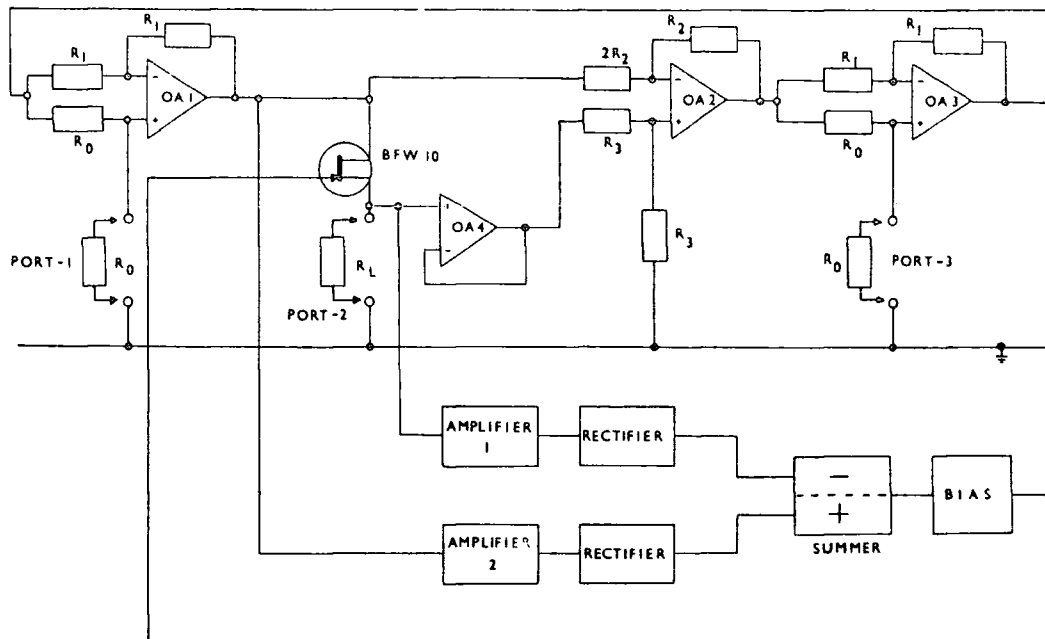 R1
R1
R0
OA1
-
+
2R2
R2
R3
OA2
-
+
R1
R1
R0
OA3
-
+
BFW 10
OA4
+
-
PORT-1
R0
PORT-2
RL
R3
R0
PORT-3
AMPLIFIER
1
RECTIFIER
-
+
SUMMER
BIAS
AMPLIFIER
2
RECTIFIER